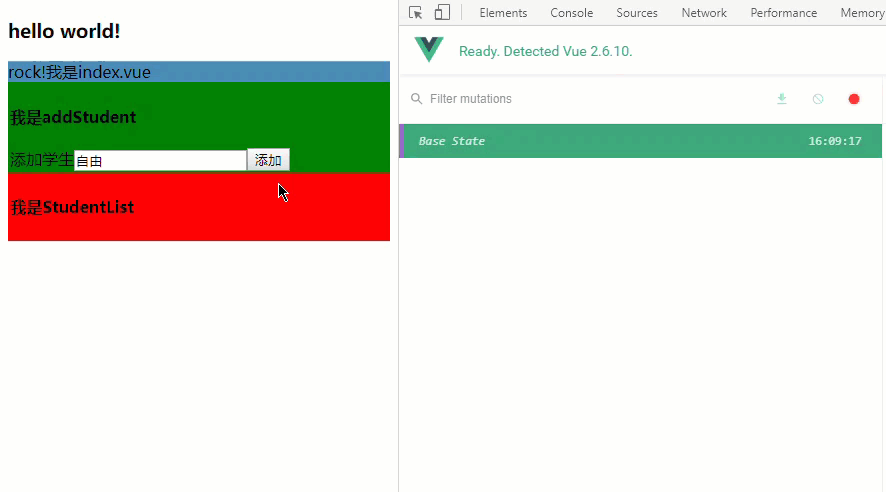 hello world!
rock!我是index.vue
我是addStudent
添加学生 自由 添加
我是StudentList
Elements Console Sources Network Performance Memory
Ready. Detected Vue 2.6.10.
Filter mutations
Base State 16:09:17